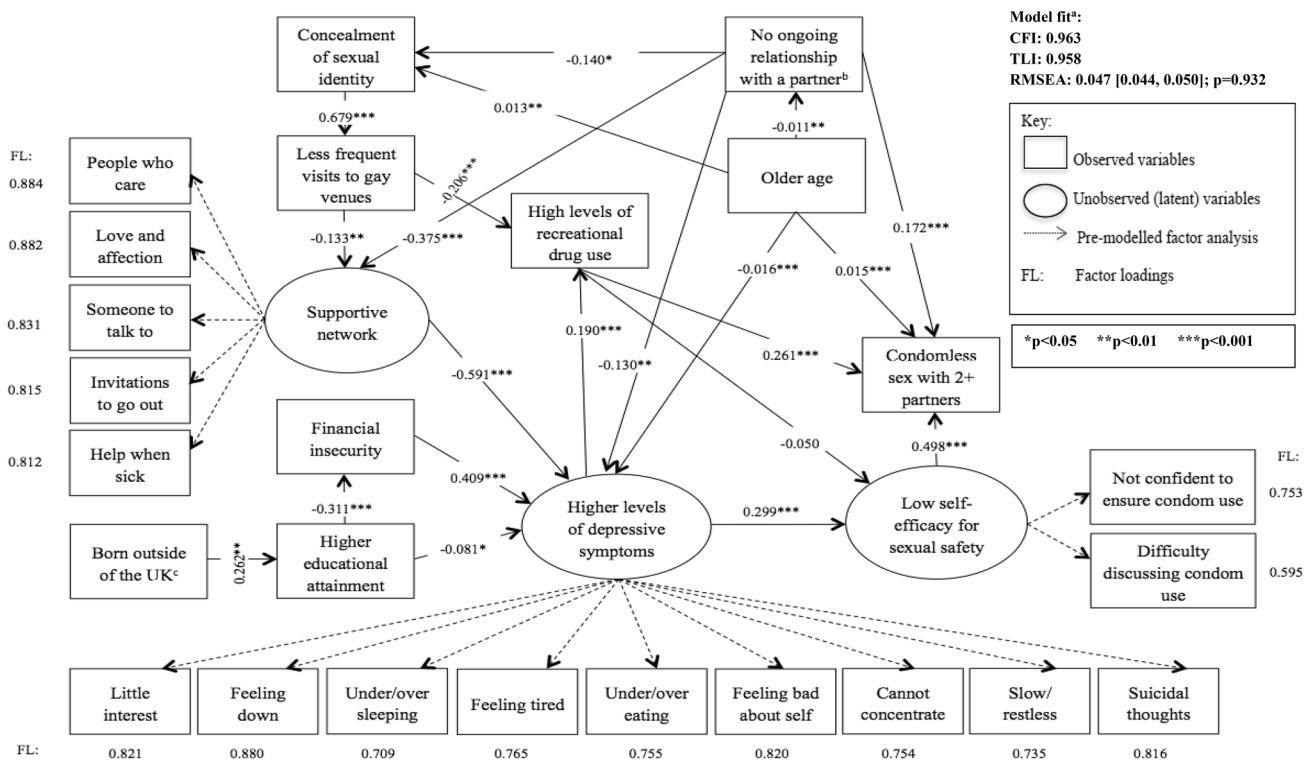 Model fitᵃ:
CFI: 0.963
TLI: 0.958
RMSEA: 0.047 [0.044, 0.050]; p=0.932
Key:
Observed variables
Unobserved (latent) variables
Pre-modelled factor analysis
FL: Factor loadings
*p<0.05 **p<0.01 ***p<0.001
Concealment
of sexual
identity
No ongoing
relationship
with a partnerᵇ
-0.140*
0.013**
-0.011**
0.679***
Less frequent
visits to gay
venues
-0.206***
Older age
High levels of
recreational
drug use
-0.133**
-0.375***
0.172***
-0.016***
0.015***
FL:
0.884
People who
care
0.882
Love and
affection
0.831
Someone to
talk to
0.815
Invitations
to go out
0.812
Help when
sick
Supportive
network
0.190***
-0.130**
0.261***
Condomless
sex with 2+
partners
-0.591***
-0.050
0.498***
Financial
insecurity
0.409***
-0.311***
Born outside
of the UKᶜ
0.262**
Higher
educational
attainment
-0.081*
Higher levels
of depressive
symptoms
0.299***
Low self-
efficacy for
sexual safety
FL:
Not confident to
ensure condom use
0.753
Difficulty
discussing condom
use
0.595
Little
interest
Feeling
down
Under/over
sleeping
Feeling tired
Under/over
eating
Feeling bad
about self
Cannot
concentrate
Slow/
restless
Suicidal
thoughts
FL: 0.821 0.880 0.709 0.765 0.755 0.820 0.754 0.735 0.816